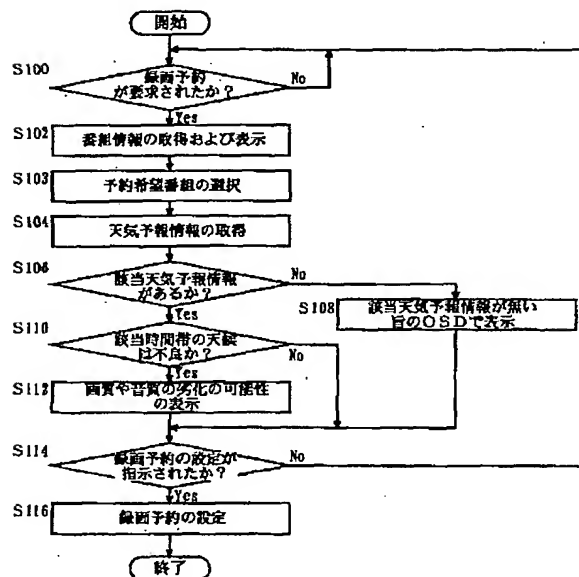 開始
S100
録画予約
が要求されたか？
No
Yes
S102
番組情報の取得および表示
S103
予約希望番組の選択
S104
天気予報情報の取得
S106
該当天気予報情報
があるか？
No
Yes
S108
該当天気予報情報が無い
旨のOSDで表示
S110
該当時間帯の天候
は不良か？
No
Yes
S112
画質や音質の劣化の可能性
の表示
S114
録画予約の設定が
指示されたか？
No
Yes
S116
録画予約の設定
終了